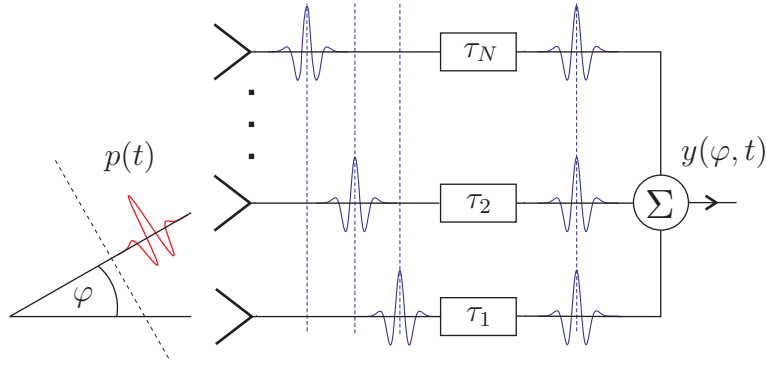 τ_N
p(t)
y(φ, t)
τ_2
Σ
φ
τ_1